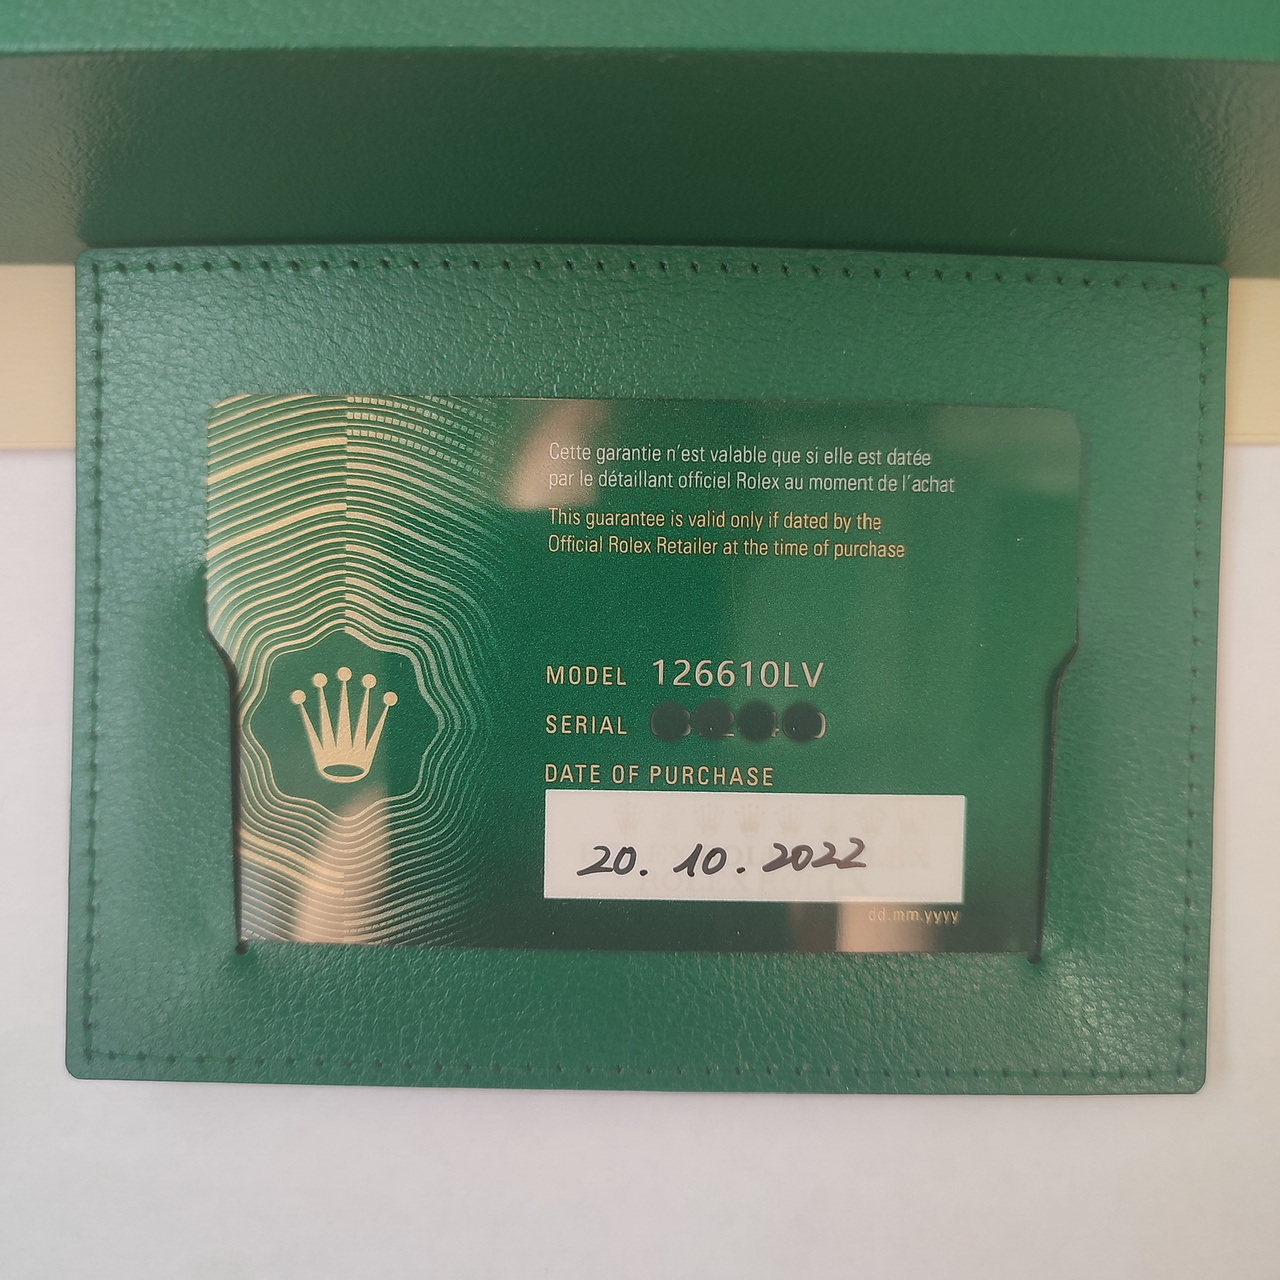 Cette garantie n'est valable que si elle est datée
par le détaillant officiel Rolex au moment de l'achat
This guarantee is valid only if dated by the
Official Rolex Retailer at the time of purchase
MODEL 126610LV
SERIAL
DATE OF PURCHASE
20. 10. 2022
dd.mm.yyyy